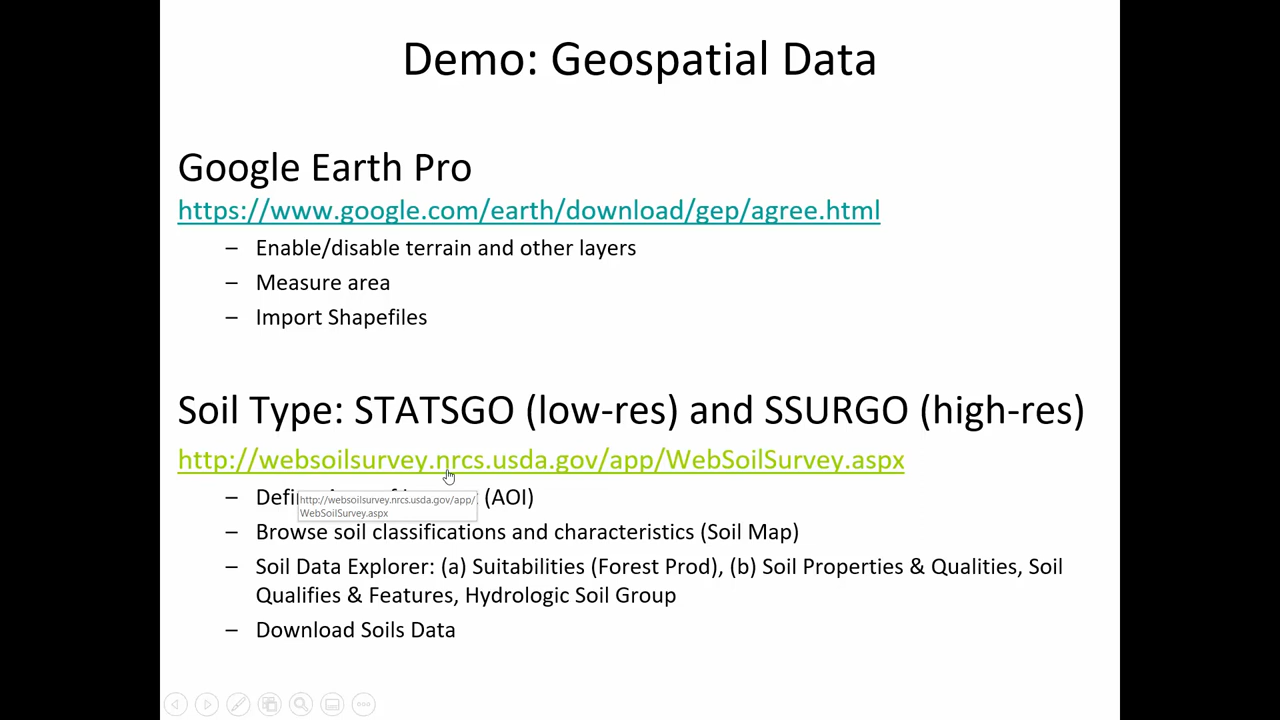 Demo: Geospatial Data
Google Earth Pro
https://www.google.com/earth/download/gep/agree.html
– Enable/disable terrain and other layers
– Measure area
– Import Shapefiles
Soil Type: STATSGO (low-res) and SSURGO (high-res)
http://websoilsurvey.nrcs.usda.gov/app/WebSoilSurvey.aspx
– (AOI)
http://websoilsurvey.nrcs.usda.gov/app/
WebSoilSurvey.aspx
– Browse soil classifications and characteristics (Soil Map)
– Soil Data Explorer: (a) Suitabilities (Forest Prod), (b) Soil Properties & Qualities, Soil
Qualifies & Features, Hydrologic Soil Group
– Download Soils Data